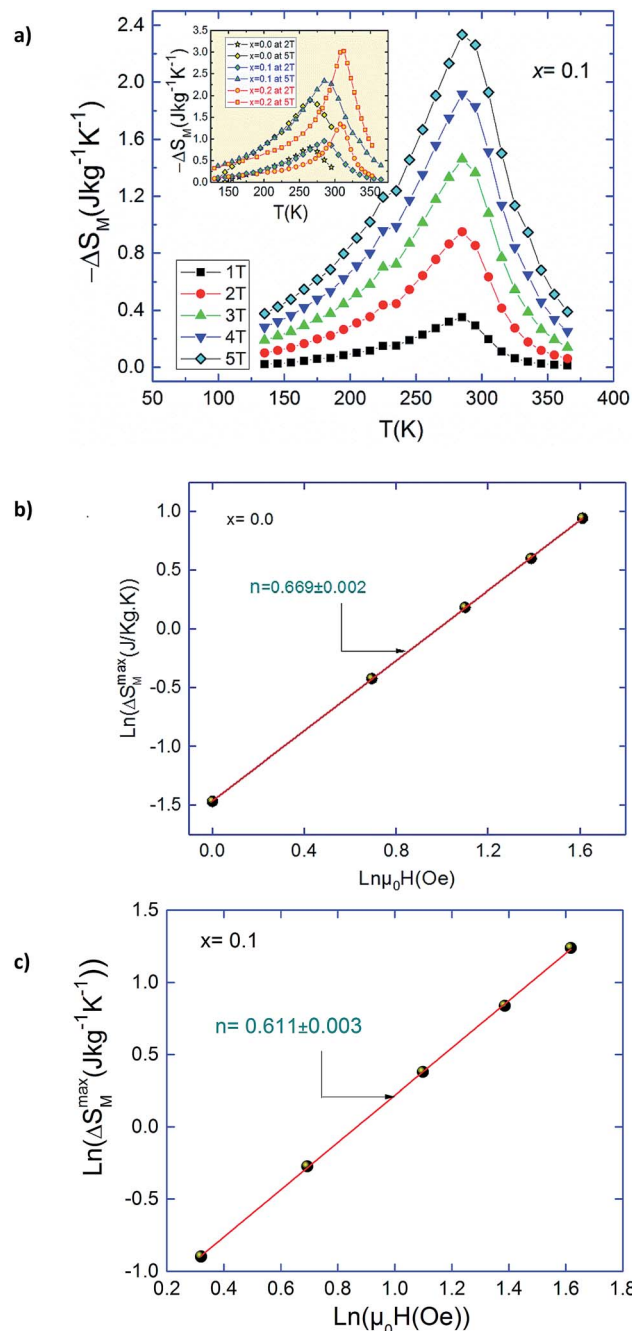 a)
3.5
3.0
2.5
2.0
1.5
1.0
0.5
0.0
−ΔS_M(Jkg⁻¹K⁻¹)
x=0.0 at 2T
x=0.0 at 5T
x=0.1 at 2T
x=0.1 at 5T
x=0.2 at 2T
x=0.2 at 5T
150 200 250 300 350
T(K)
x= 0.1
2.4
2.0
1.6
1.2
0.8
0.4
0.0
−ΔS_M(Jkg⁻¹K⁻¹)
1T
2T
3T
4T
5T
50 100 150 200 250 300 350 400
T(K)
b)
x= 0.0
n=0.669±0.002
1.0
0.5
0.0
-0.5
-1.0
-1.5
Ln(ΔS_M^max(J/Kg.K))
0.0 0.4 0.8 1.2 1.6
Lnµ₀H(Oe)
c)
x= 0.1
n= 0.611±0.003
1.5
1.0
0.5
0.0
-0.5
-1.0
Ln(ΔS_M^max(Jkg⁻¹K⁻¹))
0.2 0.4 0.6 0.8 1.0 1.2 1.4 1.6 1.8
Ln(µ₀H(Oe))